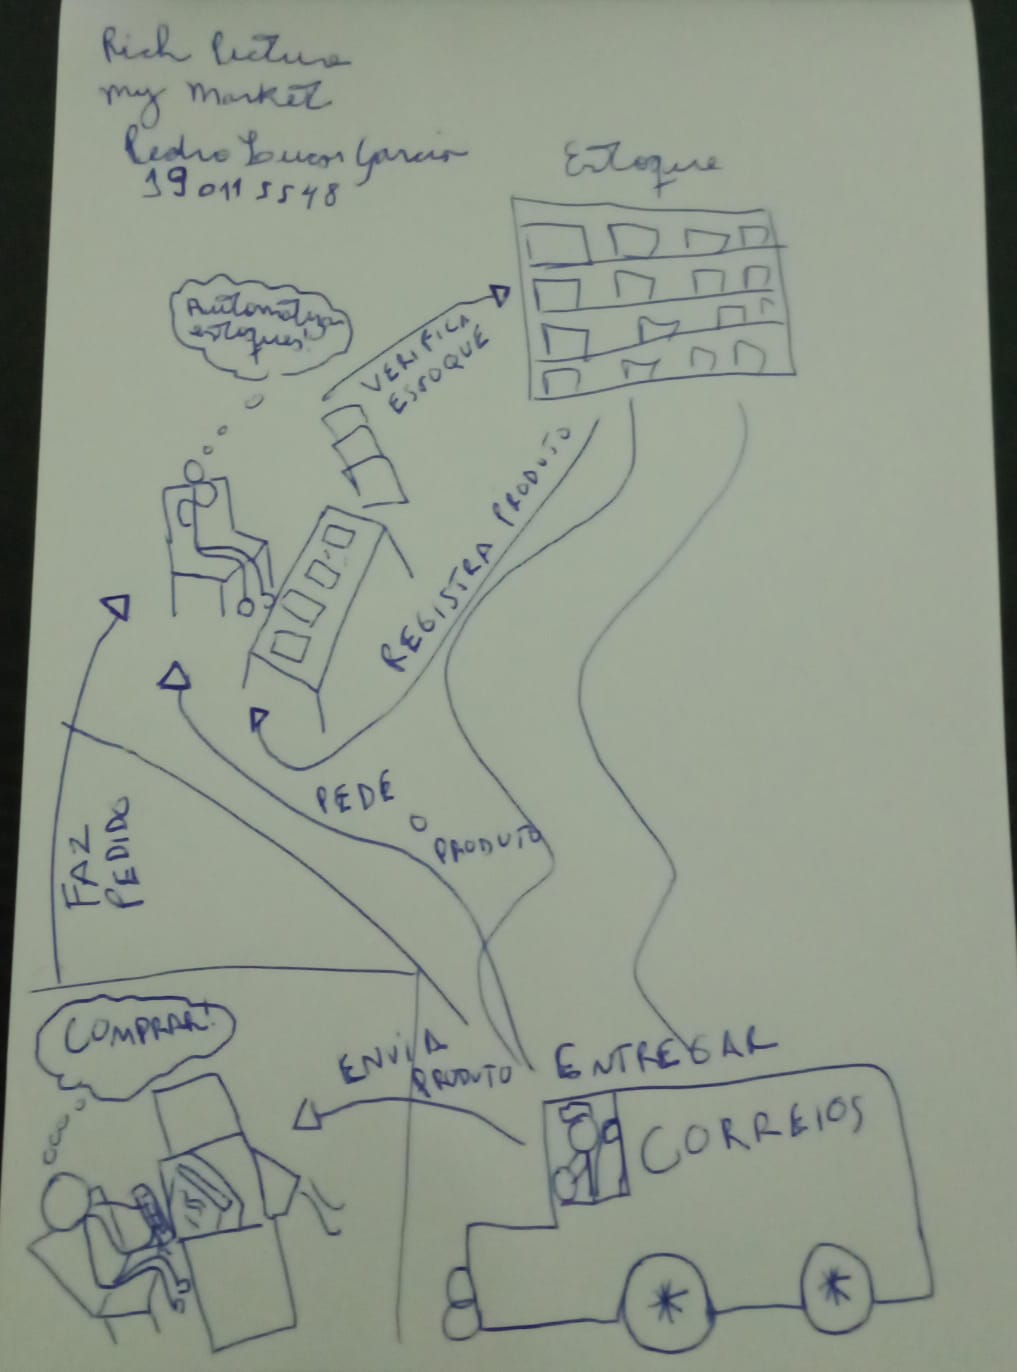 Rich Picture
my Market
Pedro Lucas Garcia
190115548
Estoque
Automatizar
estoques!
VERIFICA
ESTOQUE
REGISTRA PRODUTO
PEDE
O
PRODUTO
FAZ
PEDIDO
COMPRAR!
ENVIA
PRODUTO
ENTREGAR
CORREIOS